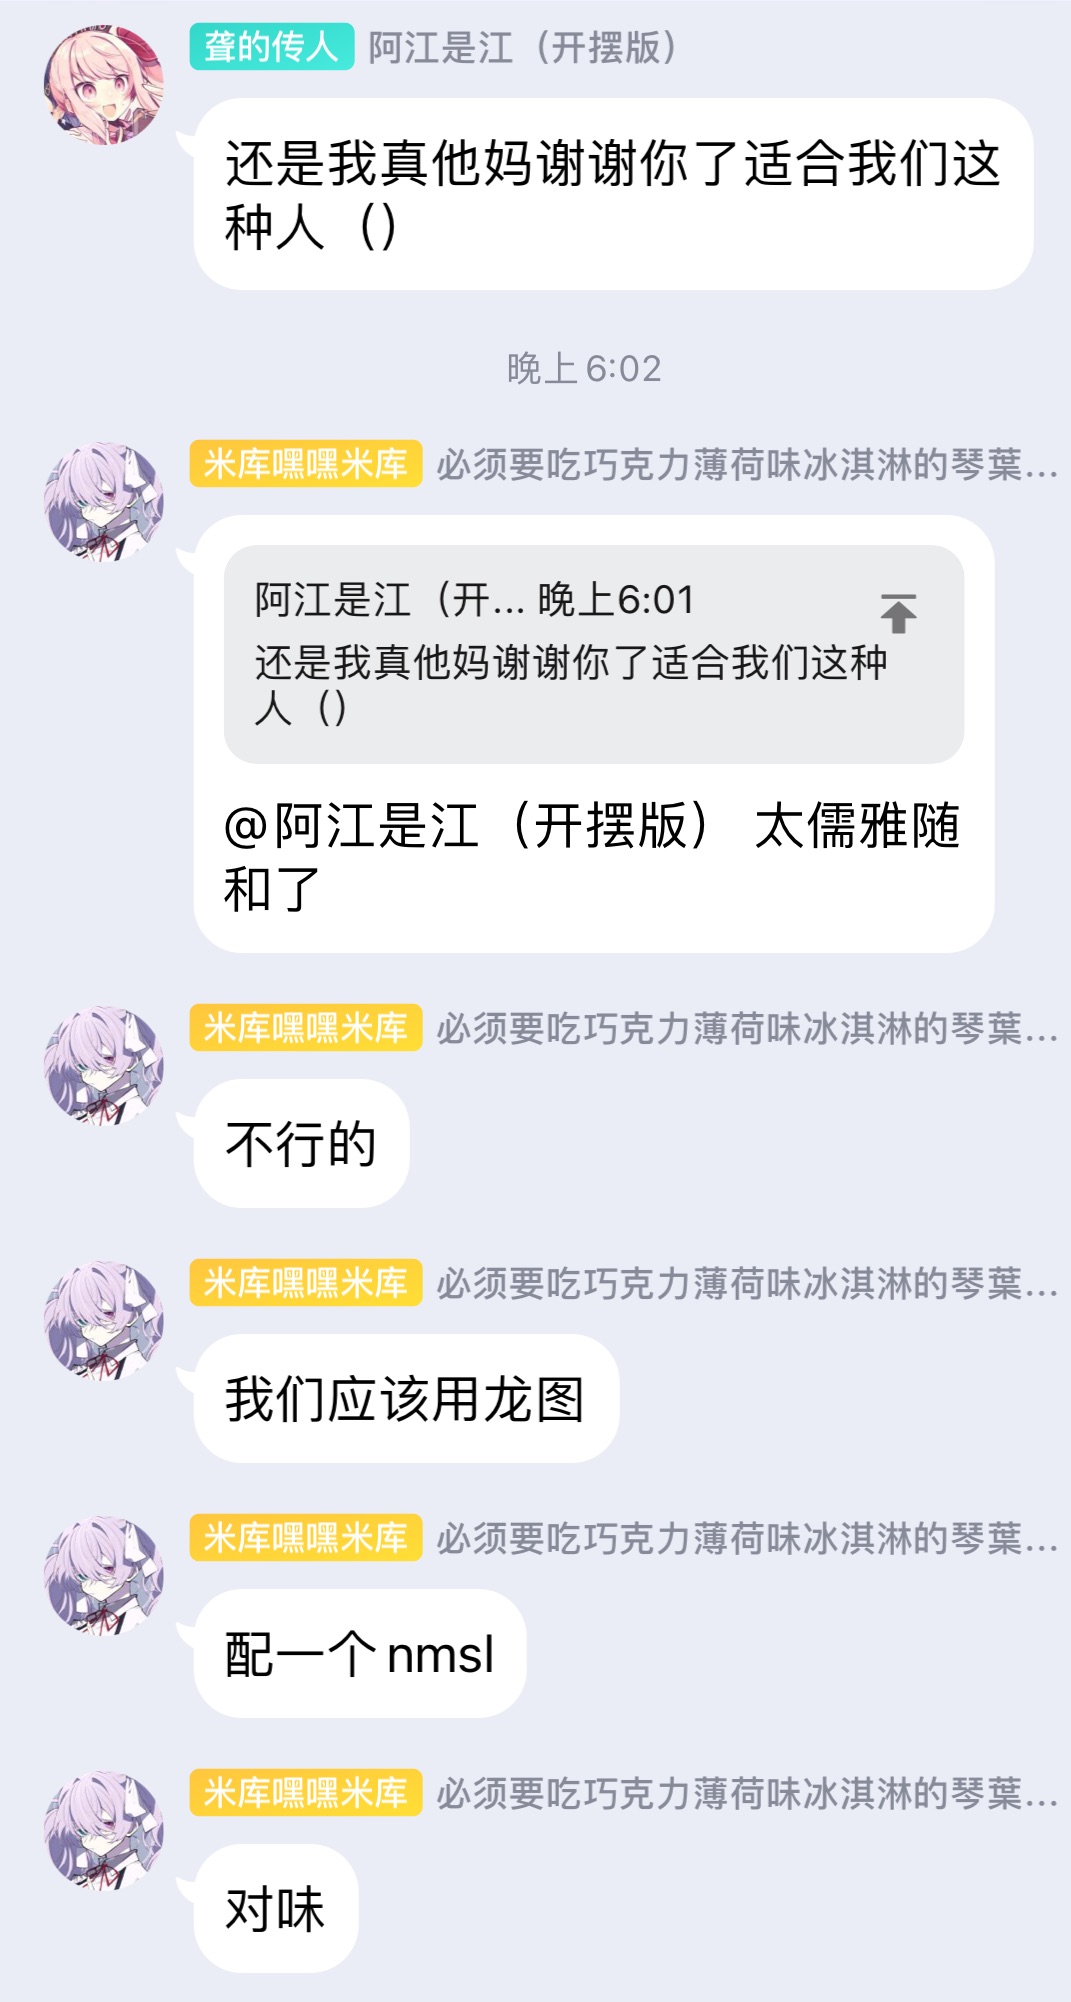 聋的传人 阿江是江（开摆版）
还是我真他妈谢谢你了适合我们这
种人（）
晚上6:02
米库嘿嘿米库 必须要吃巧克力薄荷味冰淇淋的琴葉...
阿江是江（开... 晚上6:01
还是我真他妈谢谢你了适合我们这种
人（）
@阿江是江（开摆版） 太儒雅随
和了
米库嘿嘿米库 必须要吃巧克力薄荷味冰淇淋的琴葉...
不行的
米库嘿嘿米库 必须要吃巧克力薄荷味冰淇淋的琴葉...
我们应该用龙图
米库嘿嘿米库 必须要吃巧克力薄荷味冰淇淋的琴葉...
配一个nmsl
米库嘿嘿米库 必须要吃巧克力薄荷味冰淇淋的琴葉...
对味